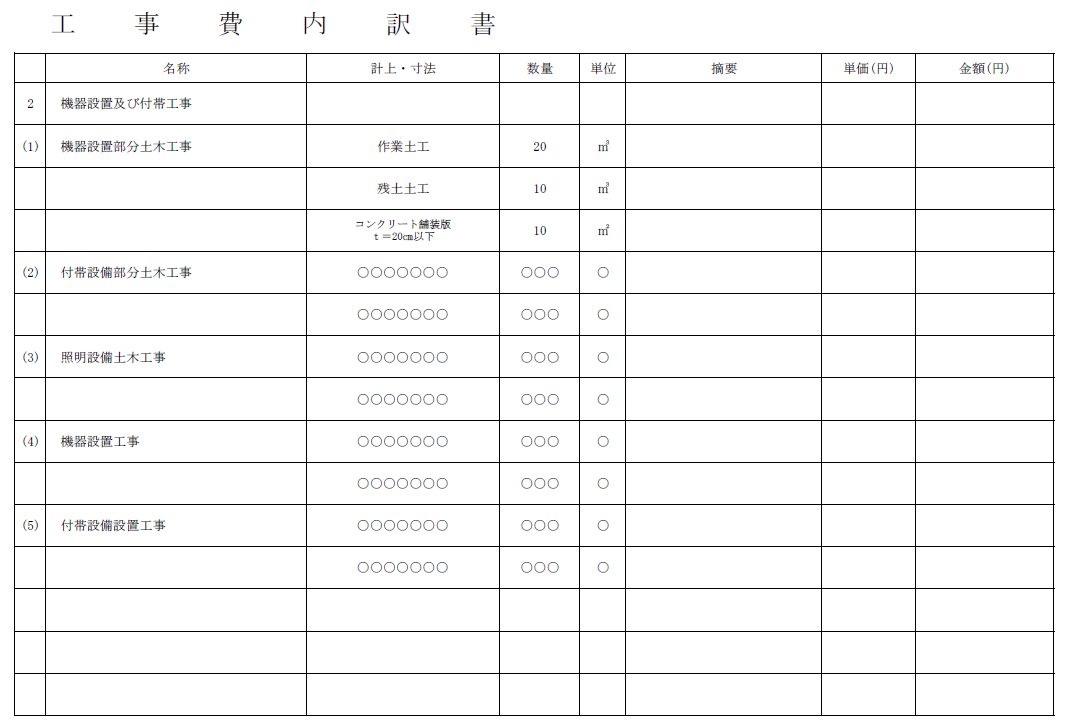 工事費内訳書
名称 計上・寸法 数量 単位 摘要 単価(円) 金額(円)
2 機器設置及び付帯工事
(1) 機器設置部分土木工事 作業土工 20 ㎥
残土土工 10 ㎥
コンクリート舗装版
t＝20㎝以下 10 ㎡
(2) 付帯設備部分土木工事 〇〇〇〇〇〇〇 〇〇〇 〇
〇〇〇〇〇〇〇 〇〇〇 〇
(3) 照明設備土木工事 〇〇〇〇〇〇〇 〇〇〇 〇
〇〇〇〇〇〇〇 〇〇〇 〇
(4) 機器設置工事 〇〇〇〇〇〇〇 〇〇〇 〇
〇〇〇〇〇〇〇 〇〇〇 〇
(5) 付帯設備設置工事 〇〇〇〇〇〇〇 〇〇〇 〇
〇〇〇〇〇〇〇 〇〇〇 〇